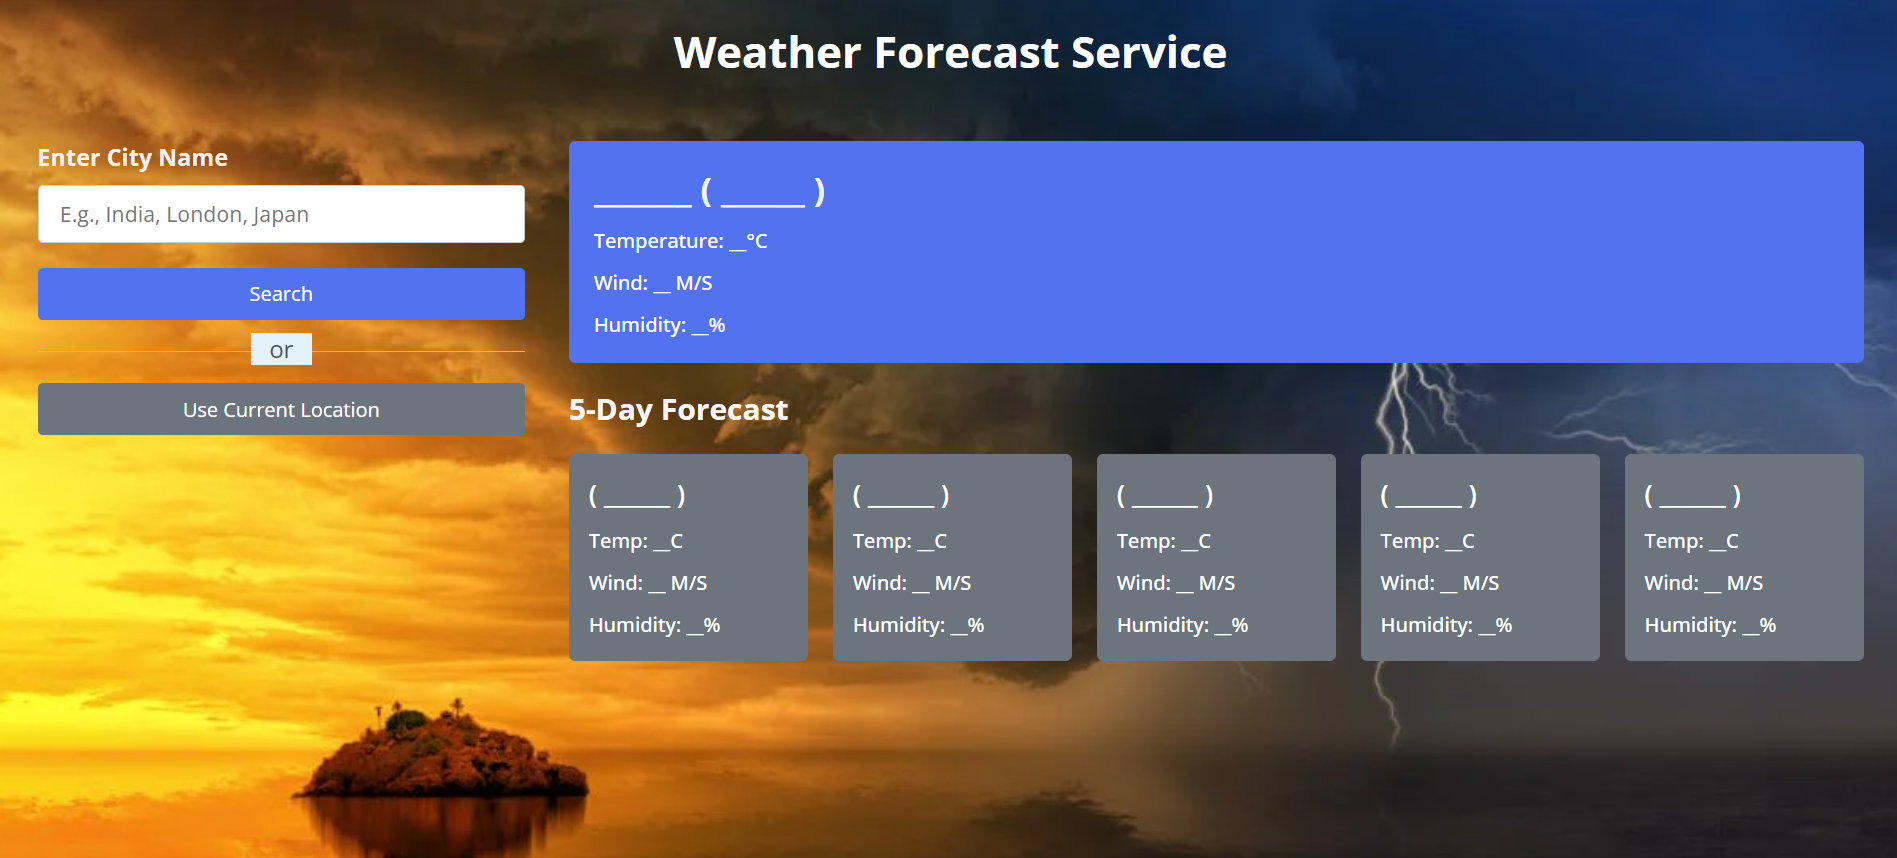 Weather Forecast Service
Enter City Name
E.g., India, London, Japan
Search
or
Use Current Location
_______ ( ______ )
Temperature: __°C
Wind: __ M/S
Humidity: __%
5-Day Forecast
( ______ )
Temp: __C
Wind: __ M/S
Humidity: __%
( ______ )
Temp: __C
Wind: __ M/S
Humidity: __%
( ______ )
Temp: __C
Wind: __ M/S
Humidity: __%
( ______ )
Temp: __C
Wind: __ M/S
Humidity: __%
( ______ )
Temp: __C
Wind: __ M/S
Humidity: __%